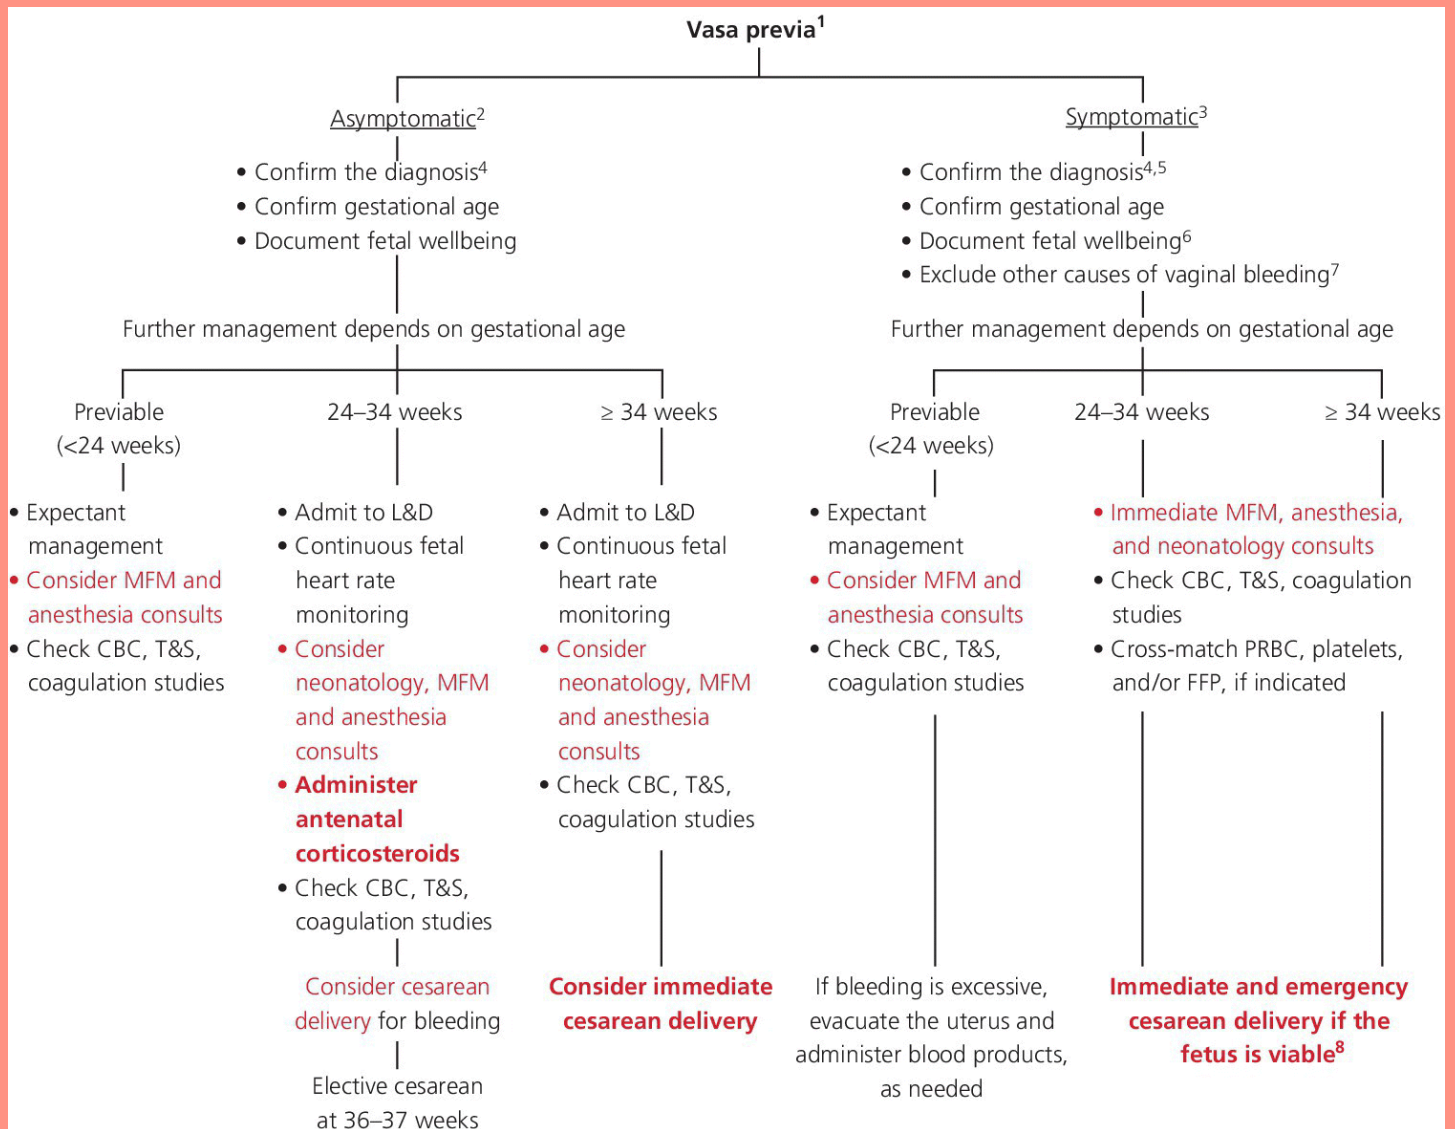 Vasa previa1
Asymptomatic2
• Confirm the diagnosis4
• Confirm gestational age
• Document fetal wellbeing
Further management depends on gestational age
Previable
(<24 weeks)
• Expectant
management
• Consider MFM and
anesthesia consults
• Check CBC, T&S,
coagulation studies
24–34 weeks
• Admit to L&D
• Continuous fetal
heart rate
monitoring
• Consider
neonatology, MFM
and anesthesia
consults
• Administer
antenatal
corticosteroids
• Check CBC, T&S,
coagulation studies
Consider cesarean
delivery for bleeding
Elective cesarean
at 36–37 weeks
≥ 34 weeks
• Admit to L&D
• Continuous fetal
heart rate
monitoring
• Consider
neonatology, MFM
and anesthesia
consults
• Check CBC, T&S,
coagulation studies
Consider immediate
cesarean delivery
Symptomatic3
• Confirm the diagnosis4,5
• Confirm gestational age
• Document fetal wellbeing6
• Exclude other causes of vaginal bleeding7
Further management depends on gestational age
Previable
(<24 weeks)
• Expectant
management
• Consider MFM and
anesthesia consults
• Check CBC, T&S,
coagulation studies
If bleeding is excessive,
evacuate the uterus and
administer blood products,
as needed
24–34 weeks
≥ 34 weeks
• Immediate MFM, anesthesia,
and neonatology consults
• Check CBC, T&S, coagulation
studies
• Cross-match PRBC, platelets,
and/or FFP, if indicated
Immediate and emergency
cesarean delivery if the
fetus is viable8